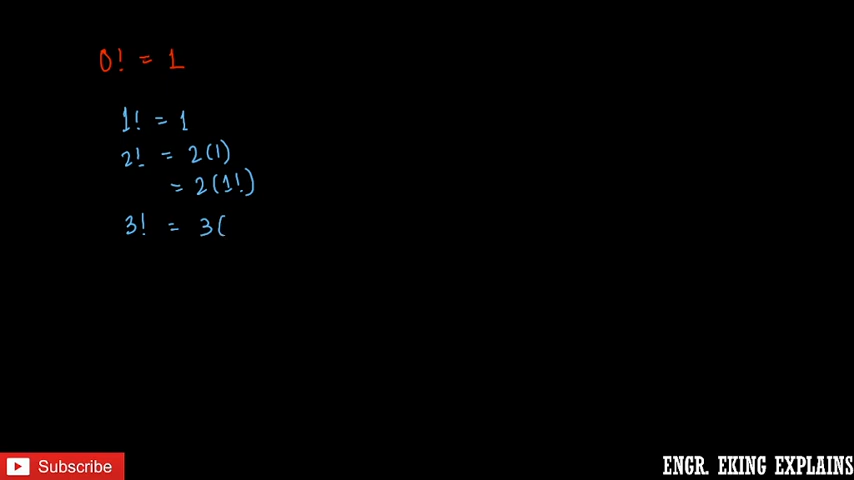 0! = 1
1! = 1
2! = 2(1)
= 2(1!)
3! = 3(
Subscribe
ENGR. EKING EXPLAINS